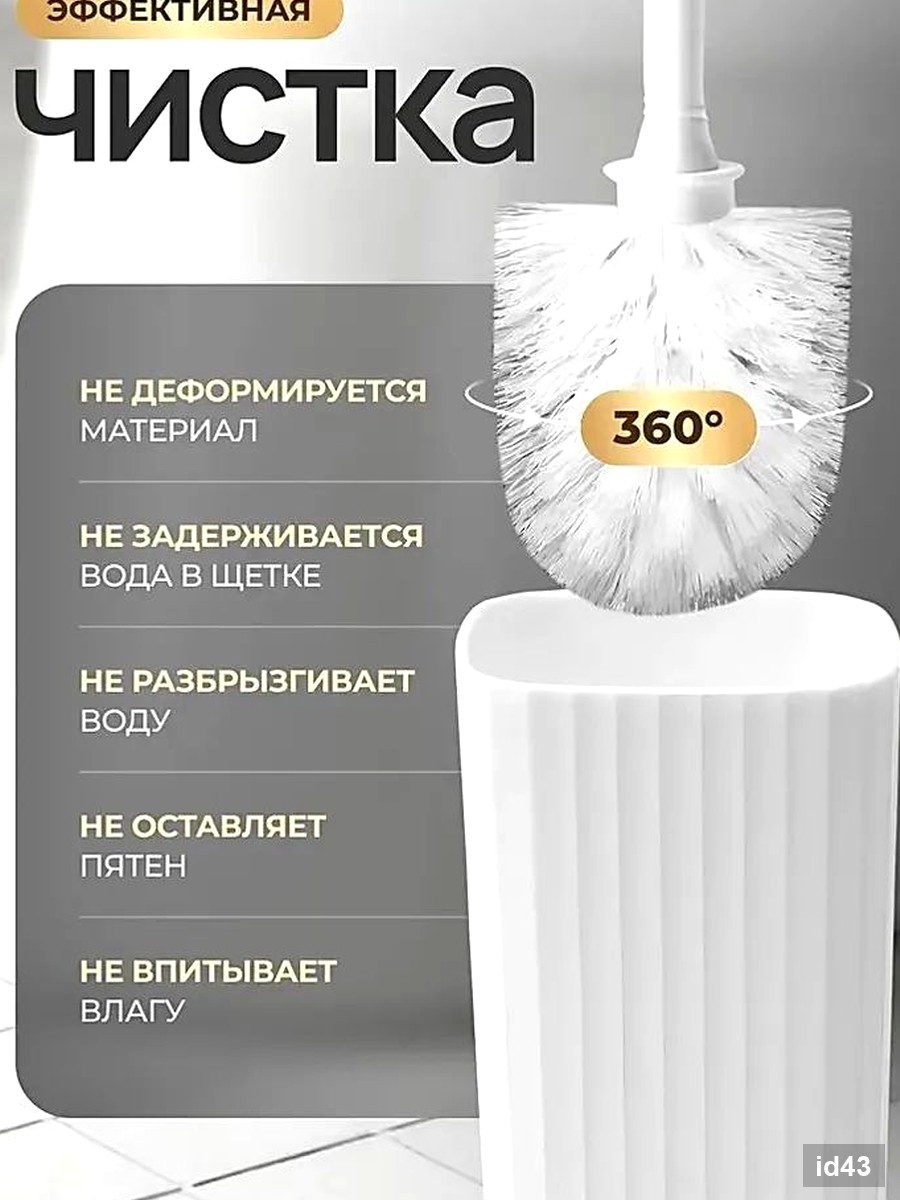 ЭФФЕКТИВНАЯ
чистка
НЕ ДЕФОРМИРУЕТСЯ
МАТЕРИАЛ
360°
НЕ ЗАДЕРЖИВАЕТСЯ
ВОДА В ЩЕТКЕ
НЕ РАЗБРЫЗГИВАЕТ
ВОДУ
НЕ ОСТАВЛЯЕТ
ПЯТЕН
НЕ ВПИТЫВАЕТ
ВЛАГУ
id43